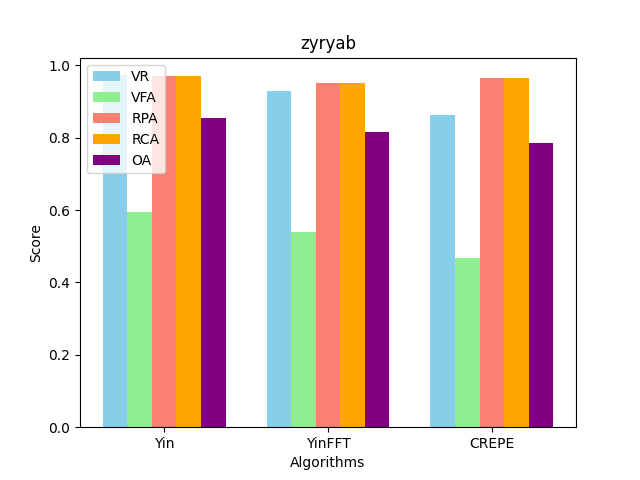 zyryab
VR
VFA
RPA
RCA
OA
1.0
0.8
0.6
0.4
0.2
0.0
Score
Yin
YinFFT
CREPE
Algorithms